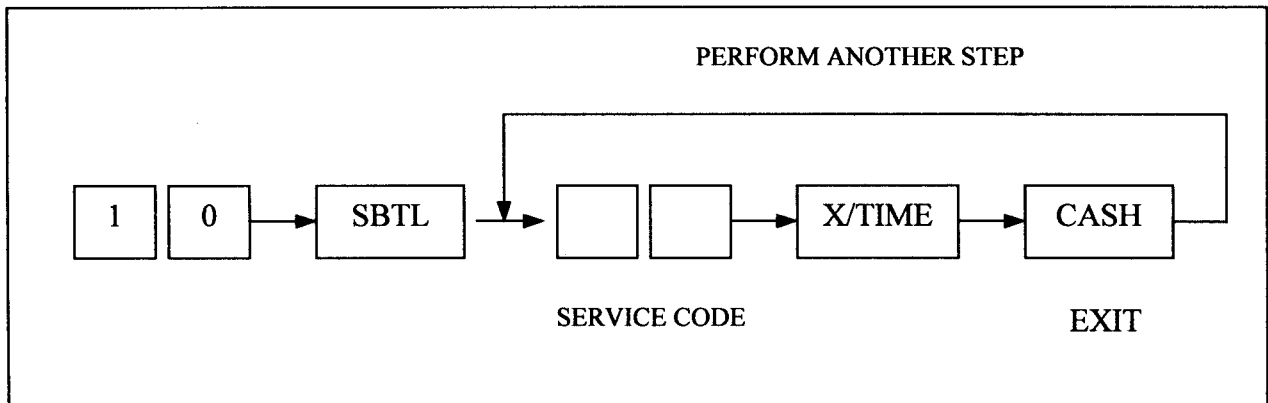 PERFORM ANOTHER STEP
1 0 SBTL X/TIME CASH
SERVICE CODE EXIT